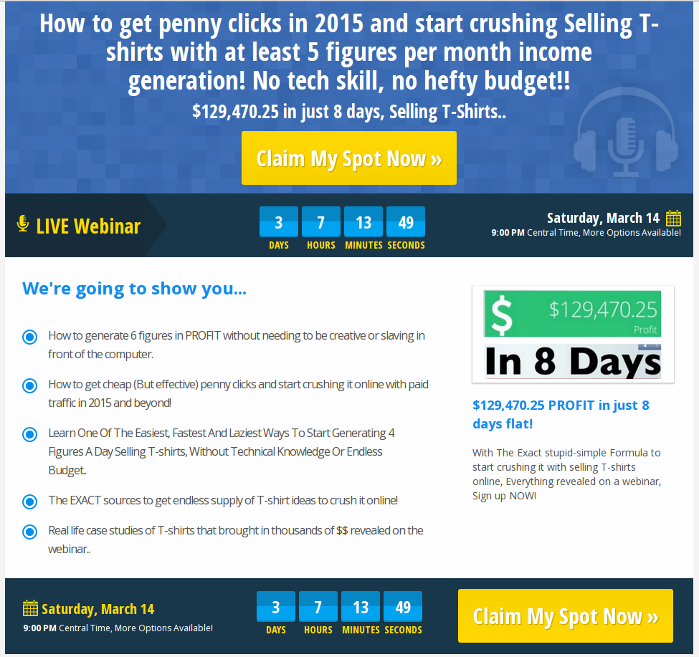 How to get penny clicks in 2015 and start crushing Selling T-
shirts with at least 5 figures per month income
generation! No tech skill, no hefty budget!!
$129,470.25 in just 8 days, Selling T-Shirts..
Claim My Spot Now »
LIVE Webinar
3 7 13 49
DAYS HOURS MINUTES SECONDS
Saturday, March 14
9:00 PM Central Time, More Options Available!
We're going to show you...
How to generate 6 figures in PROFIT without needing to be creative or slaving in
front of the computer.
How to get cheap (But effective) penny clicks and start crushing it online with paid
traffic in 2015 and beyond!
Learn One Of The Easiest, Fastest And Laziest Ways To Start Generating 4
Figures A Day Selling T-shirts, Without Technical Knowledge Or Endless
Budget..
The EXACT sources to get endless supply of T-shirt ideas to crush it online!
Real life case studies of T-shirts that brought in thousands of $$ revealed on the
webinar..
$ $129,470.25
Profit
In 8 Days
$129,470.25 PROFIT in just 8
days flat!
With The Exact stupid-simple Formula to
start crushing it with selling T-shirts
online, Everything revealed on a webinar,
Sign up NOW!
Saturday, March 14
9:00 PM Central Time, More Options Available!
3 7 13 49
DAYS HOURS MINUTES SECONDS
Claim My Spot Now »